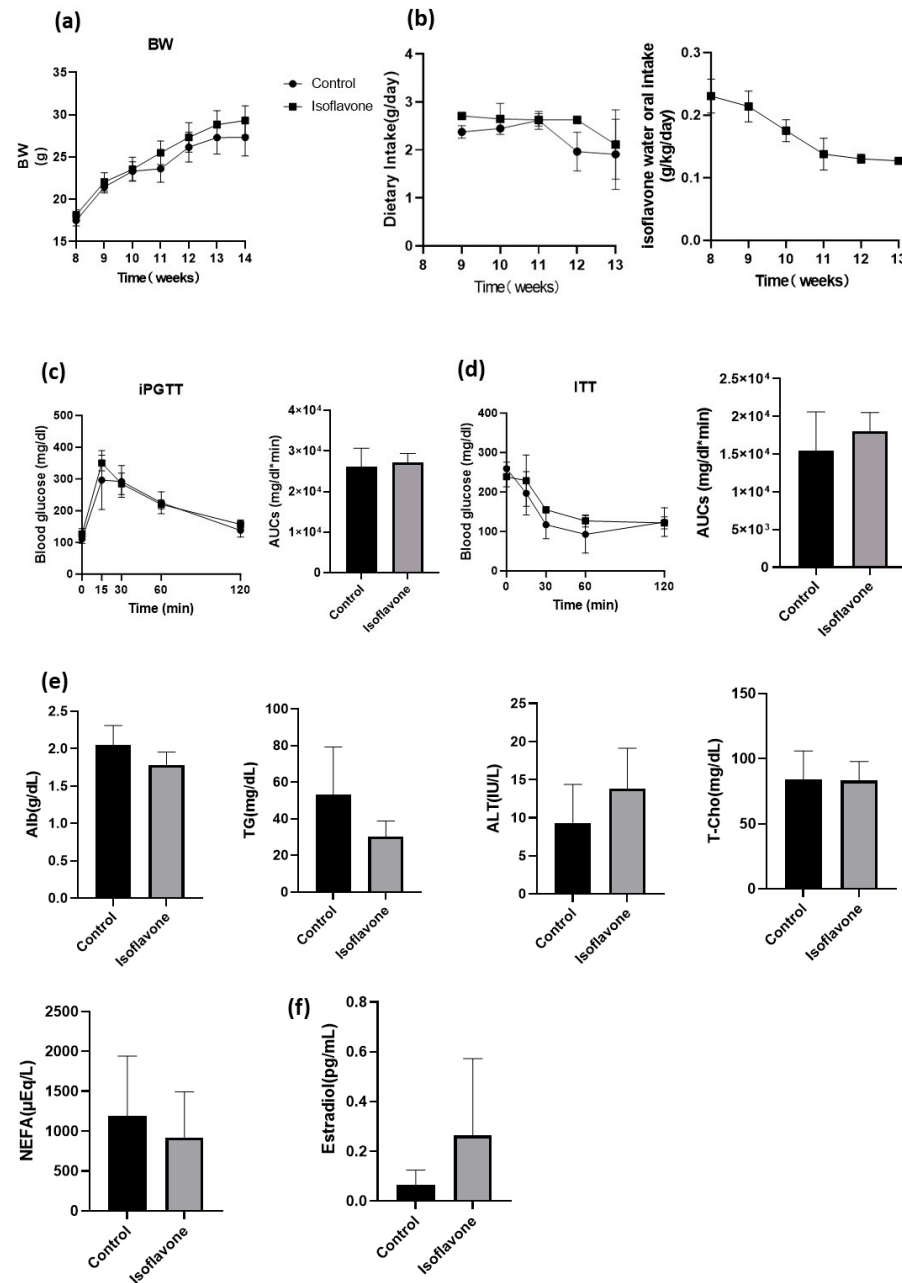 (a)
BW
BW
(g)
35
30
25
20
15
8 9 10 11 12 13 14
Time( weeks)
Control
Isoflavone
(b)
Dietary Intake(g/day)
4
3
2
1
0
8 9 10 11 12 13
Time( weeks)
isoflavone water oral intake
(g/kg/day)
0.3
0.2
0.1
0.0
8 9 10 11 12 13
Time( weeks)
(c)
iPGTT
Blood glucose (mg/dl)
500
400
300
200
100
0
0 15 30 60 120
Time (min)
AUCs (mg/dl*min)
4×10⁴
3×10⁴
2×10⁴
1×10⁴
0
Control
Isoflavone
(d)
ITT
Blood glucose (mg/dl)
400
300
200
100
0
0 30 60 120
Time (min)
AUCs (mg/dl*min)
2.5×10⁴
2×10⁴
1.5×10⁴
1×10⁴
5×10³
0
Control
Isoflavone
(e)
Alb(g/dL)
2.5
2.0
1.5
1.0
0.5
0.0
Control
Isoflavone
TG(mg/dL)
100
80
60
40
20
0
Control
Isoflavone
ALT(IU/L)
25
20
15
10
5
0
Control
Isoflavone
T-Cho(mg/dL)
150
100
50
0
Control
Isoflavone
NEFA(μEq/L)
2500
2000
1500
1000
500
0
Control
Isoflavone
(f)
Estradiol(pg/mL)
0.8
0.6
0.4
0.2
0.0
Control
Isoflavone